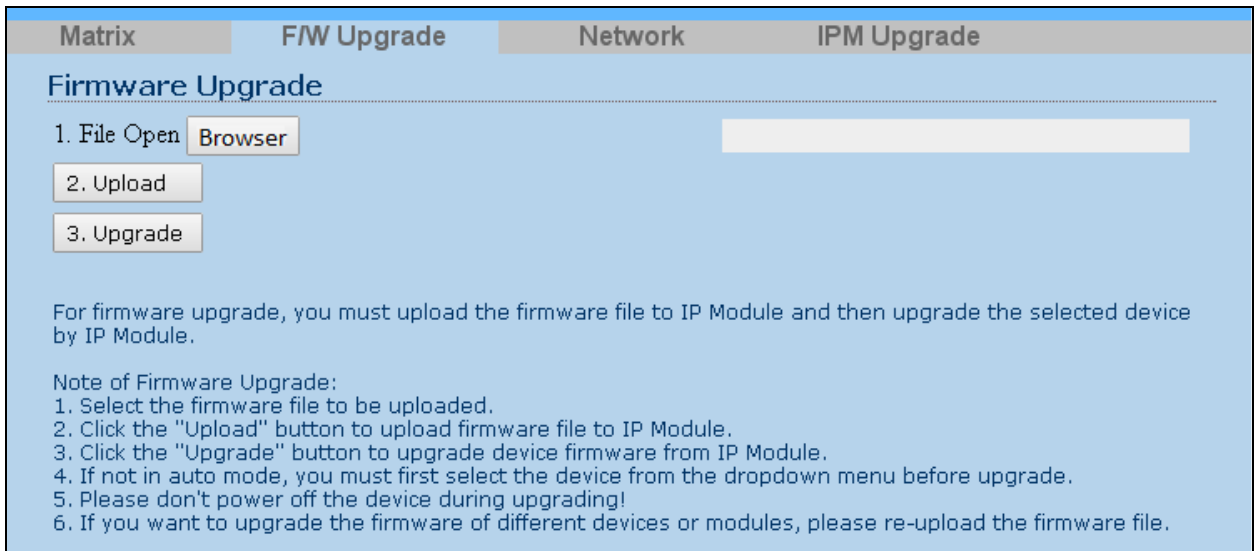 Matrix F/W Upgrade Network IPM Upgrade
Firmware Upgrade
1. File Open Browser
2. Upload
3. Upgrade
For firmware upgrade, you must upload the firmware file to IP Module and then upgrade the selected device
by IP Module.
Note of Firmware Upgrade:
1. Select the firmware file to be uploaded.
2. Click the "Upload" button to upload firmware file to IP Module.
3. Click the "Upgrade" button to upgrade device firmware from IP Module.
4. If not in auto mode, you must first select the device from the dropdown menu before upgrade.
5. Please don't power off the device during upgrading!
6. If you want to upgrade the firmware of different devices or modules, please re-upload the firmware file.